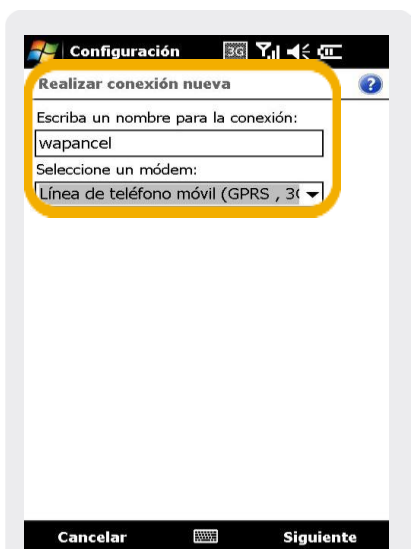 Configuración 3G
Realizar conexión nueva ?
Escriba un nombre para la conexión:
wapancel
Seleccione un módem:
Línea de teléfono móvil (GPRS , 3(
Cancelar Siguiente